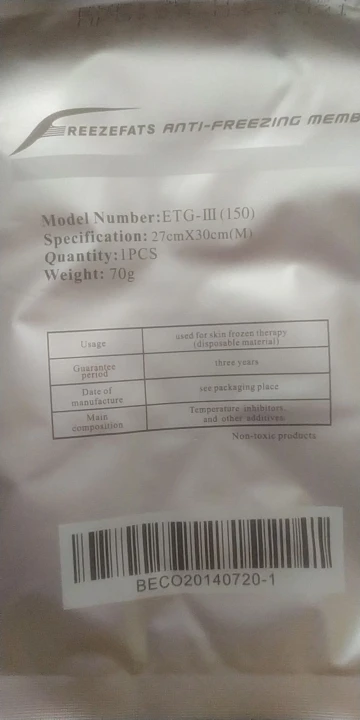 FREEZEFATS ANTI-FREEZING MEMB
Model Number:ETG-III(150)
Specification: 27cmX30cm(M)
Quantity:1PCS
Weight: 70g
Usage
used for skin frozen therapy
(disposable material)
Guarantee
period
three years
Date of
manufacture
see packaging place
Main
composition
Temperature inhibitors
and other additives
Non-toxic products
BECO20140720-1